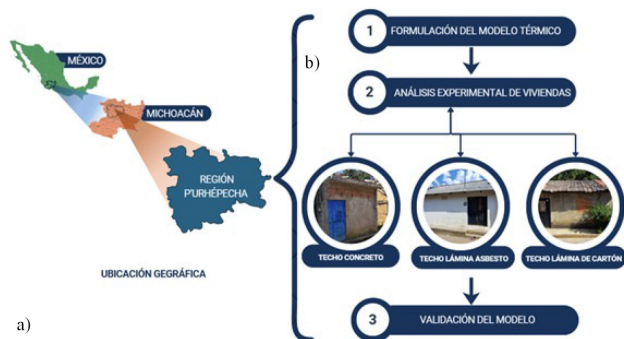 MÉXICO
MICHOACÁN
REGIÓN
P'URHÉPECHA
UBICACIÓN GEGRÁFICA
a)
b)
1 FORMULACIÓN DEL MODELO TÉRMICO
2 ANÁLISIS EXPERIMENTAL DE VIVIENDAS
TECHO CONCRETO
TECHO LÁMINA ASBESTO
TECHO LÁMINA DE CARTÓN
3 VALIDACIÓN DEL MODELO